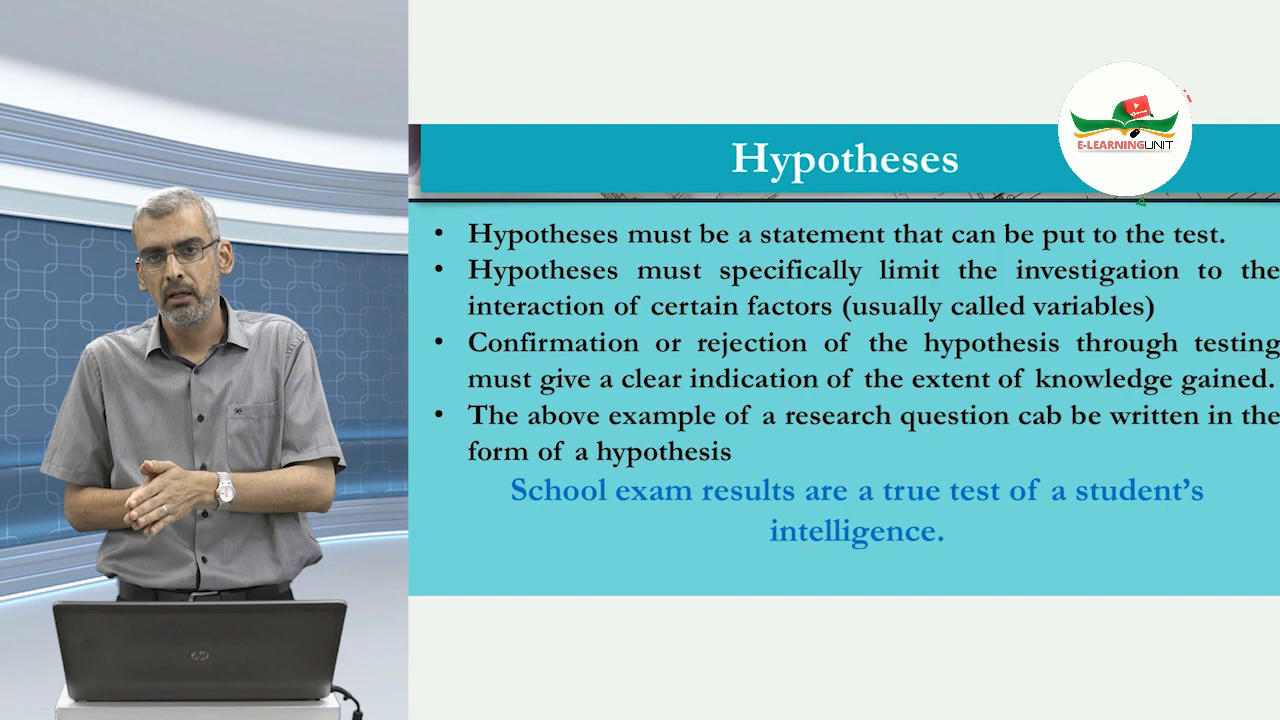 E-LEARNINGUNIT
Hypotheses
• Hypotheses must be a statement that can be put to the test.
• Hypotheses must specifically limit the investigation to the
interaction of certain factors (usually called variables)
• Confirmation or rejection of the hypothesis through testing
must give a clear indication of the extent of knowledge gained.
• The above example of a research question cab be written in the
form of a hypothesis
School exam results are a true test of a student’s
intelligence.
hp